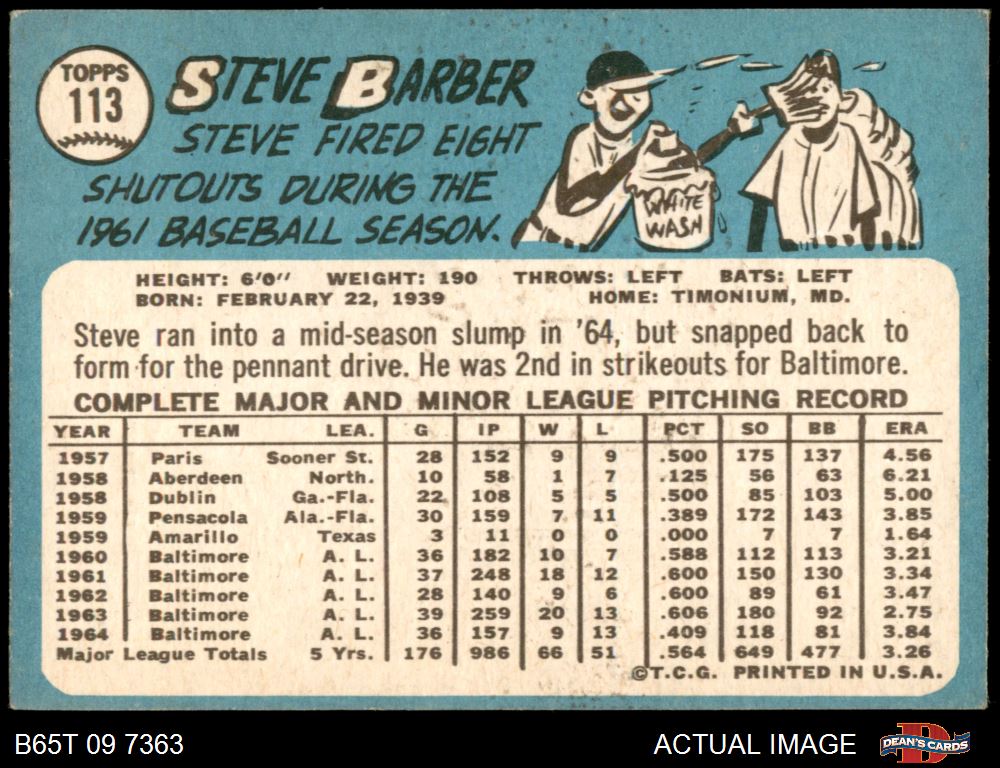 TOPPS
113
STEVE BARBER
STEVE FIRED EIGHT
SHUTOUTS DURING THE
1961 BASEBALL SEASON.
WHITE
WASH
HEIGHT: 6'0" WEIGHT: 190 THROWS: LEFT BATS: LEFT
BORN: FEBRUARY 22, 1939 HOME: TIMONIUM, MD.
Steve ran into a mid-season slump in '64, but snapped back to
form for the pennant drive. He was 2nd in strikeouts for Baltimore.
COMPLETE MAJOR AND MINOR LEAGUE PITCHING RECORD
YEAR TEAM LEA. G IP W L PCT SO BB ERA
1957 Paris Sooner St. 28 152 9 9 .500 175 137 4.56
1958 Aberdeen North. 10 58 1 7 .125 56 63 6.21
1958 Dublin Ga.-Fla. 22 108 5 5 .500 85 103 5.00
1959 Pensacola Ala.-Fla. 30 159 7 11 .389 172 143 3.85
1959 Amarillo Texas 3 11 0 0 .000 7 7 1.64
1960 Baltimore A. L. 36 182 10 7 .588 112 113 3.21
1961 Baltimore A. L. 37 248 18 12 .600 150 130 3.34
1962 Baltimore A. L. 28 140 9 6 .600 89 61 3.47
1963 Baltimore A. L. 39 259 20 13 .606 180 92 2.75
1964 Baltimore A. L. 36 157 9 13 .409 118 81 3.84
Major League Totals 5 Yrs. 176 986 66 51 .564 649 477 3.26
©T.C.G. PRINTED IN U.S.A.
B65T 09 7363 ACTUAL IMAGE DEAN'S CARDS